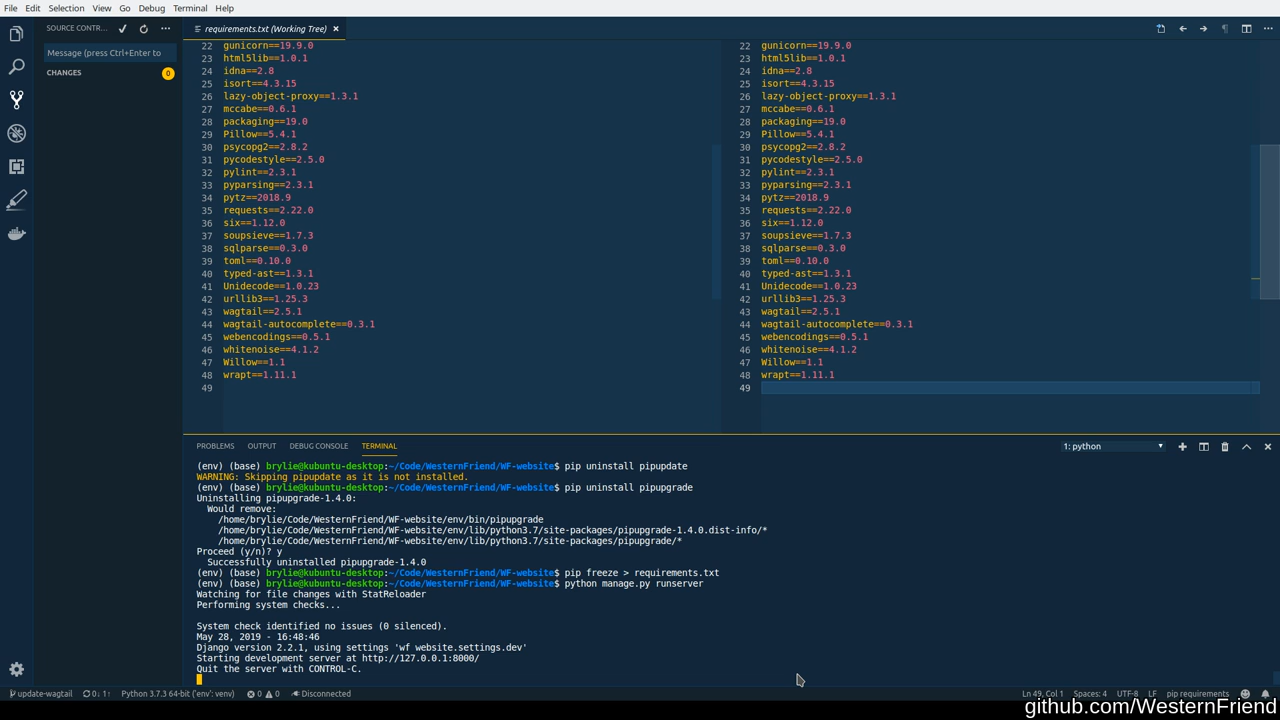 File Edit Selection View Go Debug Terminal Help
SOURCE CONTR... ...
requirements.txt (Working Tree) ×
Message (press Ctrl+Enter to
CHANGES 0
22 gunicorn==19.9.0
23 html5lib==1.0.1
24 idna==2.8
25 isort==4.3.15
26 lazy-object-proxy==1.3.1
27 mccabe==0.6.1
28 packaging==19.0
29 Pillow==5.4.1
30 psycopg2==2.8.2
31 pycodestyle==2.5.0
32 pylint==2.3.1
33 pyparsing==2.3.1
34 pytz==2018.9
35 requests==2.22.0
36 six==1.12.0
37 soupsieve==1.7.3
38 sqlparse==0.3.0
39 toml==0.10.0
40 typed-ast==1.3.1
41 Unidecode==1.0.23
42 urllib3==1.25.3
43 wagtail==2.5.1
44 wagtail-autocomplete==0.3.1
45 webencodings==0.5.1
46 whitenoise==4.1.2
47 Willow==1.1
48 wrapt==1.11.1
49
22 gunicorn==19.9.0
23 html5lib==1.0.1
24 idna==2.8
25 isort==4.3.15
26 lazy-object-proxy==1.3.1
27 mccabe==0.6.1
28 packaging==19.0
29 Pillow==5.4.1
30 psycopg2==2.8.2
31 pycodestyle==2.5.0
32 pylint==2.3.1
33 pyparsing==2.3.1
34 pytz==2018.9
35 requests==2.22.0
36 six==1.12.0
37 soupsieve==1.7.3
38 sqlparse==0.3.0
39 toml==0.10.0
40 typed-ast==1.3.1
41 Unidecode==1.0.23
42 urllib3==1.25.3
43 wagtail==2.5.1
44 wagtail-autocomplete==0.3.1
45 webencodings==0.5.1
46 whitenoise==4.1.2
47 Willow==1.1
48 wrapt==1.11.1
49
PROBLEMS OUTPUT DEBUG CONSOLE TERMINAL 1: python
(env) (base) brylie@kubuntu-desktop:~/Code/WesternFriend/WF-website$ pip uninstall pipupdate
WARNING: Skipping pipupdate as it is not installed.
(env) (base) brylie@kubuntu-desktop:~/Code/WesternFriend/WF-website$ pip uninstall pipupgrade
Uninstalling pipupgrade-1.4.0:
Would remove:
/home/brylie/Code/WesternFriend/WF-website/env/bin/pipupgrade
/home/brylie/Code/WesternFriend/WF-website/env/lib/python3.7/site-packages/pipupgrade-1.4.0.dist-info/*
/home/brylie/Code/WesternFriend/WF-website/env/lib/python3.7/site-packages/pipupgrade/*
Proceed (y/n)? y
Successfully uninstalled pipupgrade-1.4.0
(env) (base) brylie@kubuntu-desktop:~/Code/WesternFriend/WF-website$ pip freeze > requirements.txt
(env) (base) brylie@kubuntu-desktop:~/Code/WesternFriend/WF-website$ python manage.py runserver
Watching for file changes with StatReloader
Performing system checks...
System check identified no issues (0 silenced).
May 28, 2019 - 16:48:46
Django version 2.2.1, using settings 'wf website.settings.dev'
Starting development server at http://127.0.0.1:8000/
Quit the server with CONTROL-C.
update-wagtail 0↓ 1↑ Python 3.7.3 64-bit ('env': venv) 0 0 Disconnected Ln 49, Col 1 Spaces: 4 UTF-8 LF pip requirements
github.com/WesternFriend